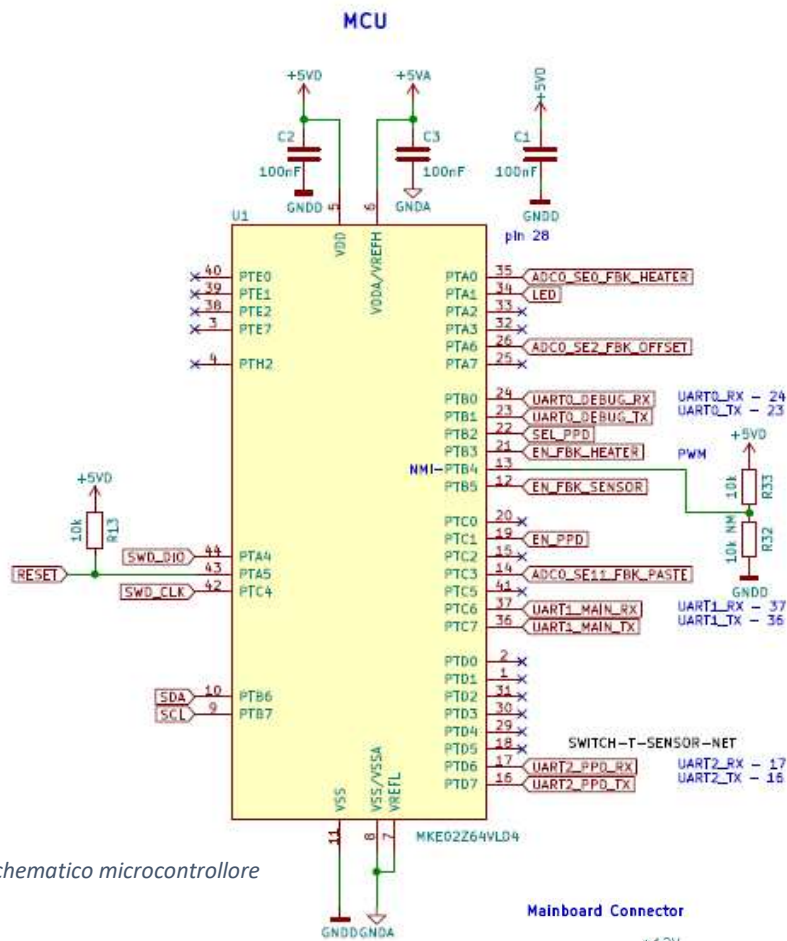 MCU
+5VD
+5VA
+5VD
C2
100nF
C3
100nF
C1
100nF
GNDD
GNDA
GNDD
pin 28
U1
5
6
VDD
VDDA/VREFH
40 PTE0
39 PTE1
38 PTE2
3 PTE7
4 PTH2
PTA0 35 ADC0_SE0_FBK_HEATER
PTA1 34 LED
PTA2 33
PTA3 32
PTA6 26 ADC0_SE2_FBK_OFFSET
PTA7 25
PTB0 24 UART0_DEBUG_RX UART0_RX - 24
PTB1 23 UART0_DEBUG_TX UART0_TX - 23
PTB2 22 SEL_PPD
PTB3 21 EN_FBK_HEATER PWM
NMI-PTB4 13
PTB5 12 EN_FBK_SENSOR
+5VD
10k R33
10k NM R32
GNDD
+5VD
10k R13
SWD_DIO 44 PTA4
RESET 43 PTA5
SWD_CLK 42 PTC4
PTC0 20
PTC1 19 EN_PPD
PTC2 15
PTC3 14 ADC0_SE11_FBK_PASTE
PTC5 41
PTC6 37 UART1_MAIN_RX UART1_RX - 37
PTC7 36 UART1_MAIN_TX UART1_TX - 36
SDA 10 PTB6
SCL 9 PTB7
PTD0 2
PTD1 1
PTD2 31
PTD3 30
PTD4 29
PTD5 18
SWITCH-T-SENSOR-NET
PTD6 17 UART2_PPD_RX UART2_RX - 17
PTD7 16 UART2_PPD_TX UART2_TX - 16
VSS
VSS/VSSA
VREFL
11
8
7
MKE02Z64VLD4
chematico microcontrollore
GNDD
GNDA
Mainboard Connector